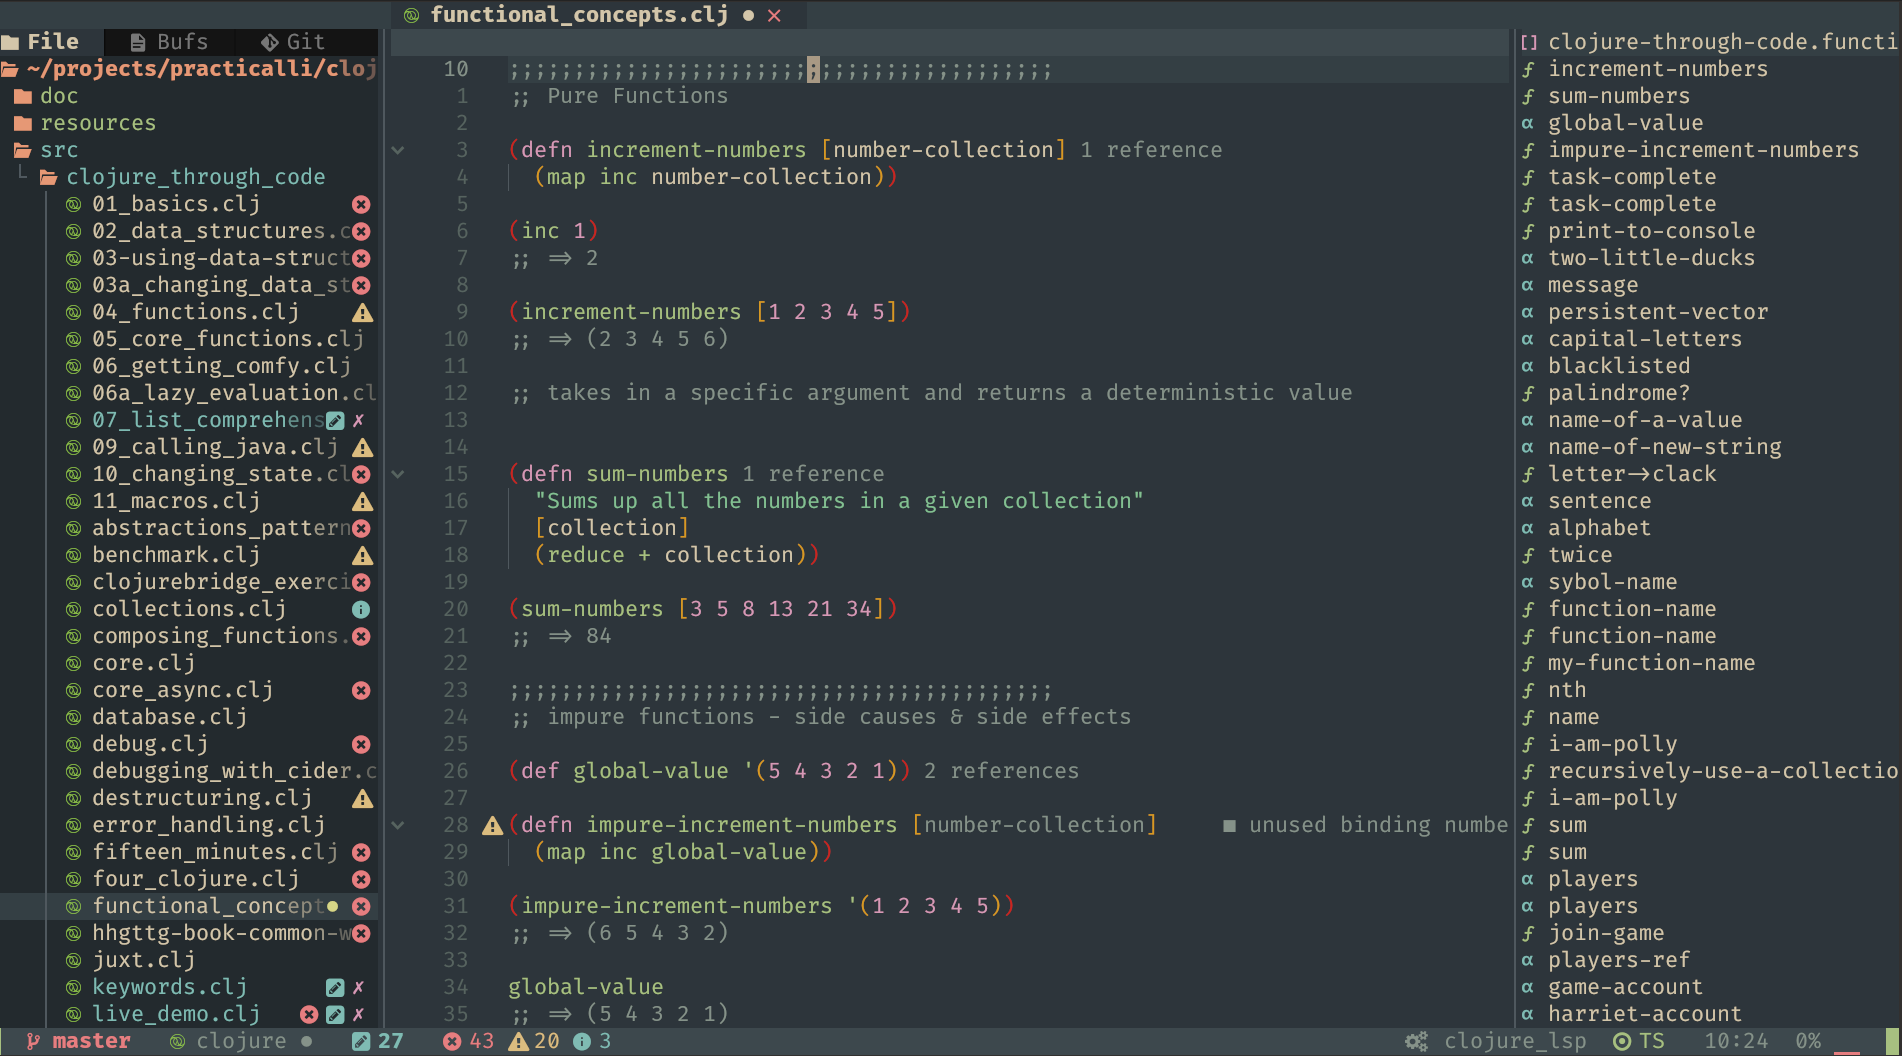 functional_concepts.clj
File Bufs Git
~/projects/practicalli/cloj
doc
resources
src
clojure_through_code
01_basics.clj
02_data_structures.c
03-using-data-struct
03a_changing_data_st
04_functions.clj
05_core_functions.clj
06_getting_comfy.clj
06a_lazy_evaluation.cl
07_list_comprehens
09_calling_java.clj
10_changing_state.cl
11_macros.clj
abstractions_pattern
benchmark.clj
clojurebridge_exerci
collections.clj
composing_functions.
core.clj
core_async.clj
database.clj
debug.clj
debugging_with_cider.c
destructuring.clj
error_handling.clj
fifteen_minutes.clj
four_clojure.clj
functional_concept
hhgttg-book-common-w
juxt.clj
keywords.clj
live_demo.clj
10 ;;;;;;;;;;;;;;;;;;;;;;;;;;;;;;;;;;;;;;;;;;
1 ;; Pure Functions
2
3 (defn increment-numbers [number-collection] 1 reference
4 (map inc number-collection))
5
6 (inc 1)
7 ;; => 2
8
9 (increment-numbers [1 2 3 4 5])
10 ;; => (2 3 4 5 6)
11
12 ;; takes in a specific argument and returns a deterministic value
13
14
15 (defn sum-numbers 1 reference
16 "Sums up all the numbers in a given collection"
17 [collection]
18 (reduce + collection))
19
20 (sum-numbers [3 5 8 13 21 34])
21 ;; => 84
22
23 ;;;;;;;;;;;;;;;;;;;;;;;;;;;;;;;;;;;;;;;;;;
24 ;; impure functions - side causes & side effects
25
26 (def global-value '(5 4 3 2 1)) 2 references
27
28 (defn impure-increment-numbers [number-collection] ■ unused binding numbe
29 (map inc global-value))
30
31 (impure-increment-numbers '(1 2 3 4 5))
32 ;; => (6 5 4 3 2)
33
34 global-value
35 ;; => (5 4 3 2 1)
[] clojure-through-code.functi
ƒ increment-numbers
ƒ sum-numbers
α global-value
ƒ impure-increment-numbers
ƒ task-complete
ƒ task-complete
ƒ print-to-console
α two-little-ducks
α message
α persistent-vector
α capital-letters
α blacklisted
ƒ palindrome?
α name-of-a-value
α name-of-new-string
ƒ letter->clack
α sentence
α alphabet
ƒ twice
α sybol-name
ƒ function-name
ƒ function-name
ƒ my-function-name
ƒ nth
ƒ name
ƒ i-am-polly
ƒ recursively-use-a-collectio
ƒ i-am-polly
ƒ sum
ƒ sum
α players
α players
ƒ join-game
α players-ref
α game-account
α harriet-account
master clojure 27 43 20 3 clojure_lsp TS 10:24 0%